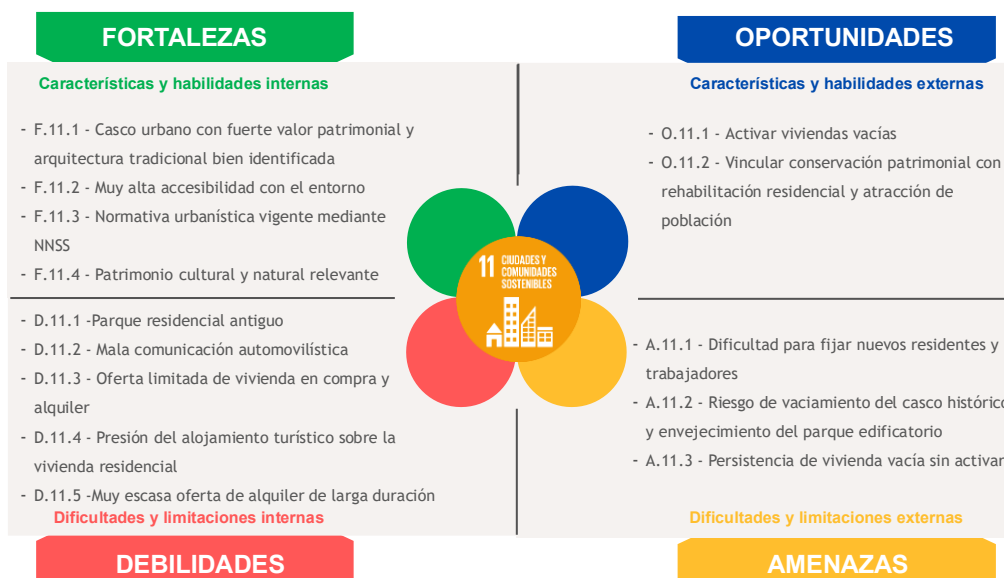 FORTALEZAS
Características y habilidades internas
- F.11.1 - Casco urbano con fuerte valor patrimonial y
arquitectura tradicional bien identificada
- F.11.2 - Muy alta accesibilidad con el entorno
- F.11.3 - Normativa urbanística vigente mediante
NNSS
- F.11.4 - Patrimonio cultural y natural relevante
OPORTUNIDADES
Características y habilidades externas
- O.11.1 - Activar viviendas vacías
- O.11.2 - Vincular conservación patrimonial con
rehabilitación residencial y atracción de
población
11 CIUDADES Y
COMUNIDADES
SOSTENIBLES
- D.11.1 -Parque residencial antiguo
- D.11.2 - Mala comunicación automovilística
- D.11.3 - Oferta limitada de vivienda en compra y
alquiler
- D.11.4 - Presión del alojamiento turístico sobre la
vivienda residencial
- D.11.5 -Muy escasa oferta de alquiler de larga duración
Dificultades y limitaciones internas
DEBILIDADES
- A.11.1 - Dificultad para fijar nuevos residentes y
trabajadores
- A.11.2 - Riesgo de vaciamiento del casco histórico
y envejecimiento del parque edificatorio
- A.11.3 - Persistencia de vivienda vacía sin activar
Dificultades y limitaciones externas
AMENAZAS